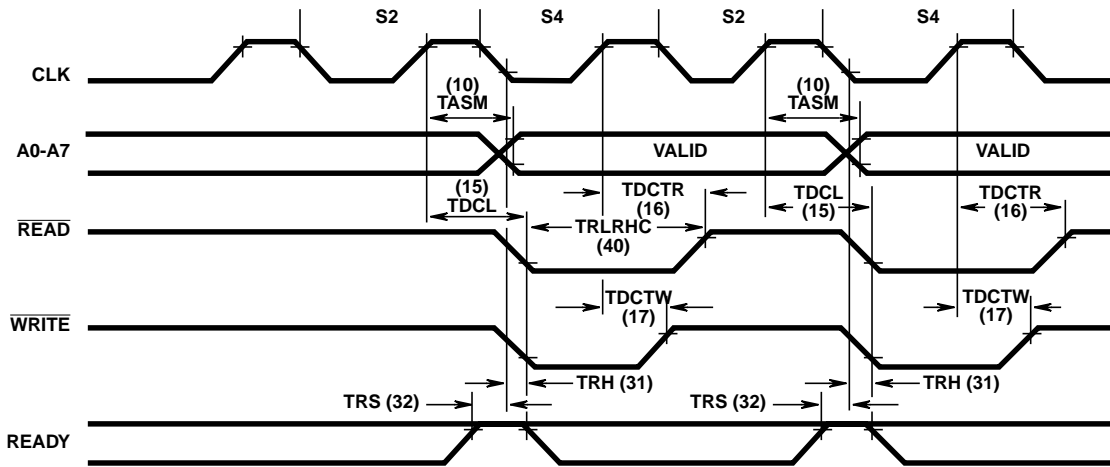 S2 S4 S2 S4
CLK
(10) (10)
TASM TASM
A0-A7 VALID VALID
(15) TDCTR TDCL TDCTR
TDCL (16) (15) (16)
READ TRLRHC
(40)
TDCTW TDCTW
WRITE (17) (17)
TRH (31) TRH (31)
TRS (32) TRS (32)
READY